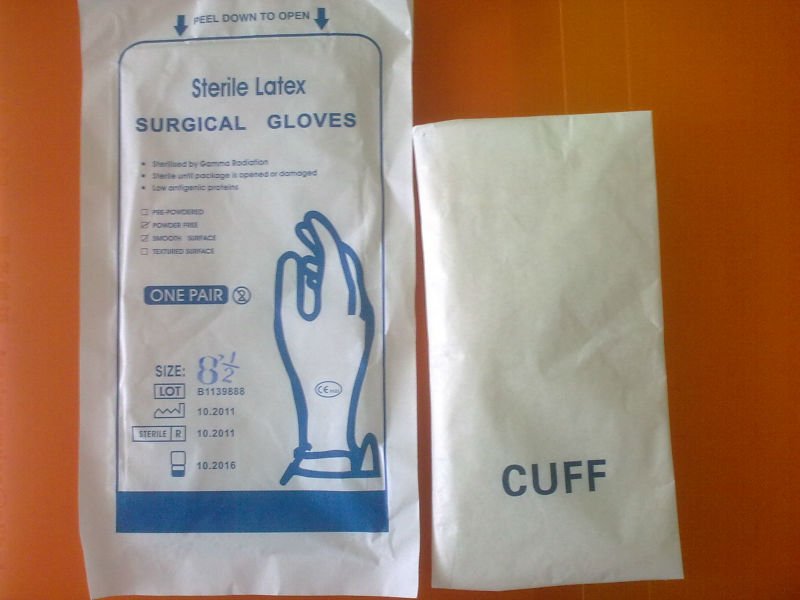 PEEL DOWN TO OPEN
Sterile Latex
SURGICAL GLOVES
Sterilised by Gamma Radiation
Sterile until package is opened or damaged
Low antigenic proteins
PRE-POWDERED
POWDER FREE
SMOOTH SURFACE
TEXTURED SURFACE
ONE PAIR
SIZE: 8 1/2
LOT B1139888
10.2011
STERILE R 10.2011
10.2016
CE
CUFF